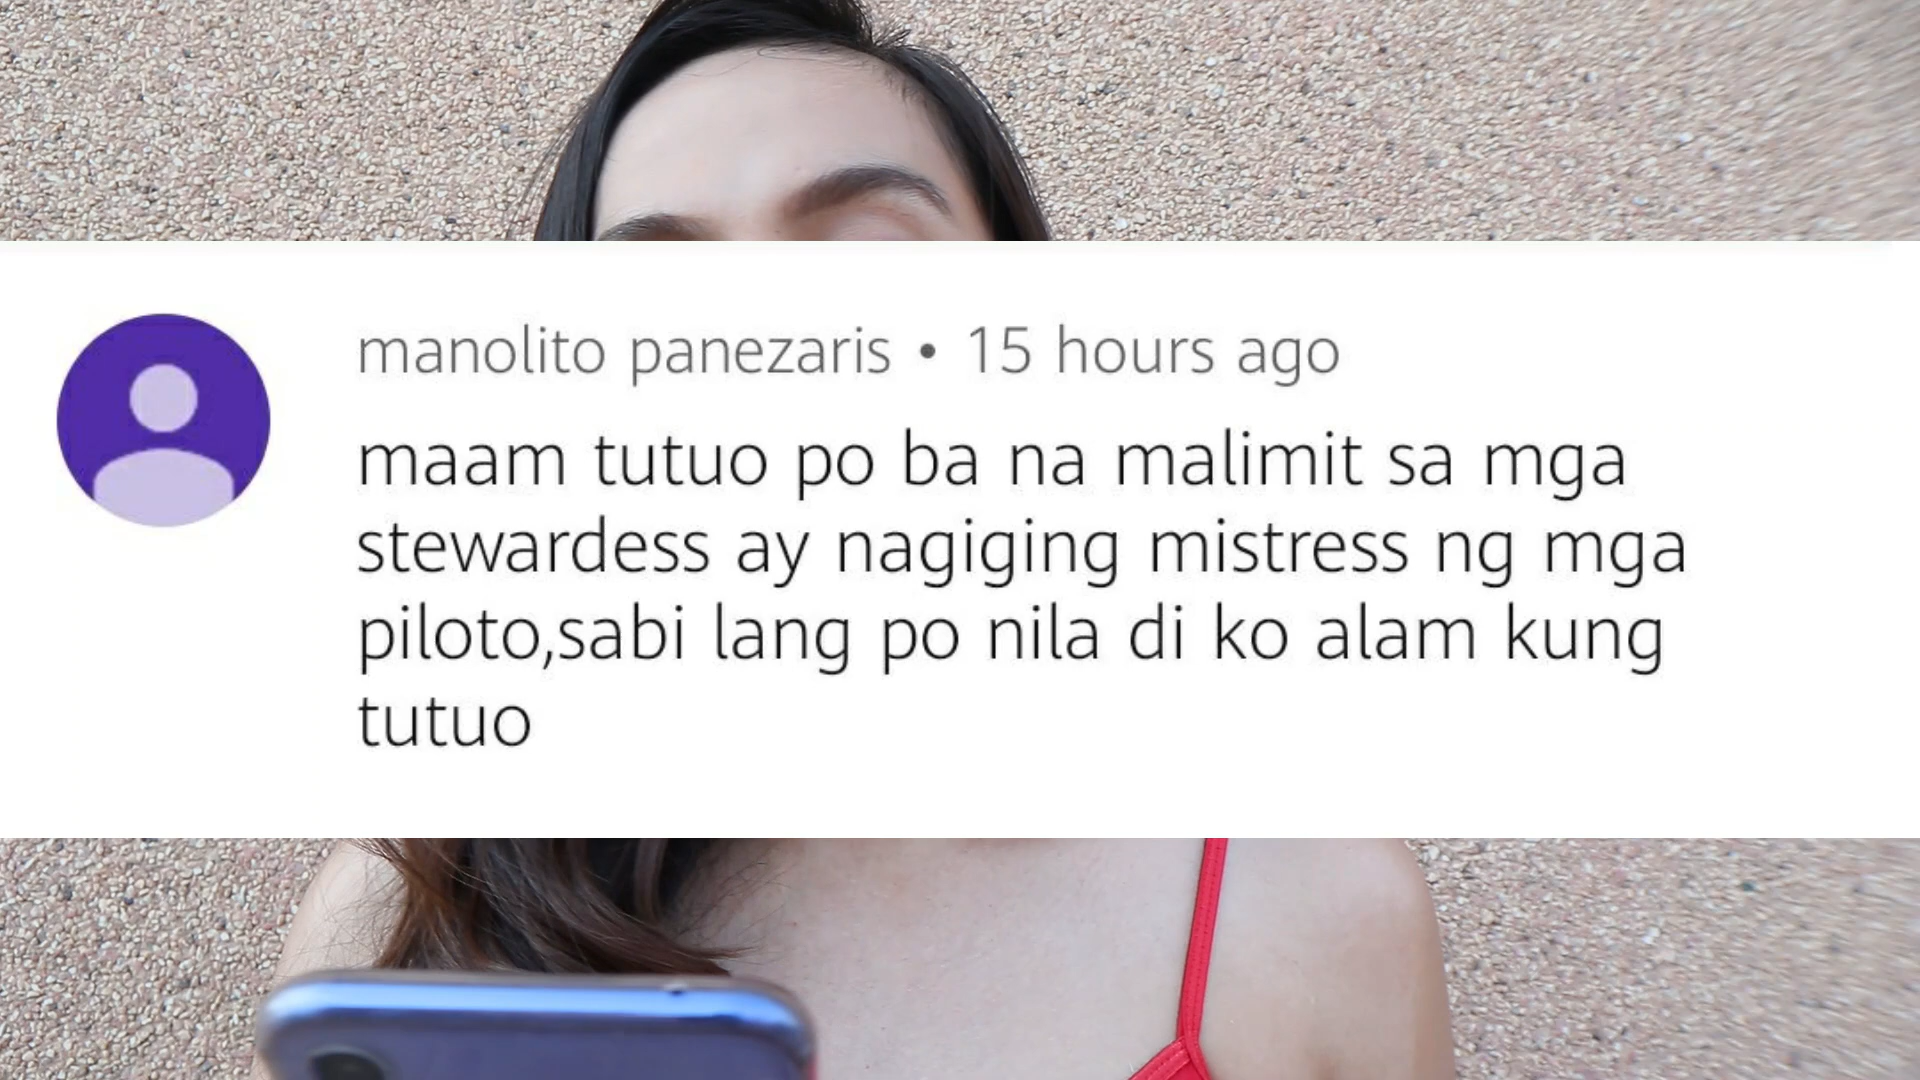 manolito panezaris • 15 hours ago
maam tutuo po ba na malimit sa mga
stewardess ay nagiging mistress ng mga
piloto,sabi lang po nila di ko alam kung
tutuo